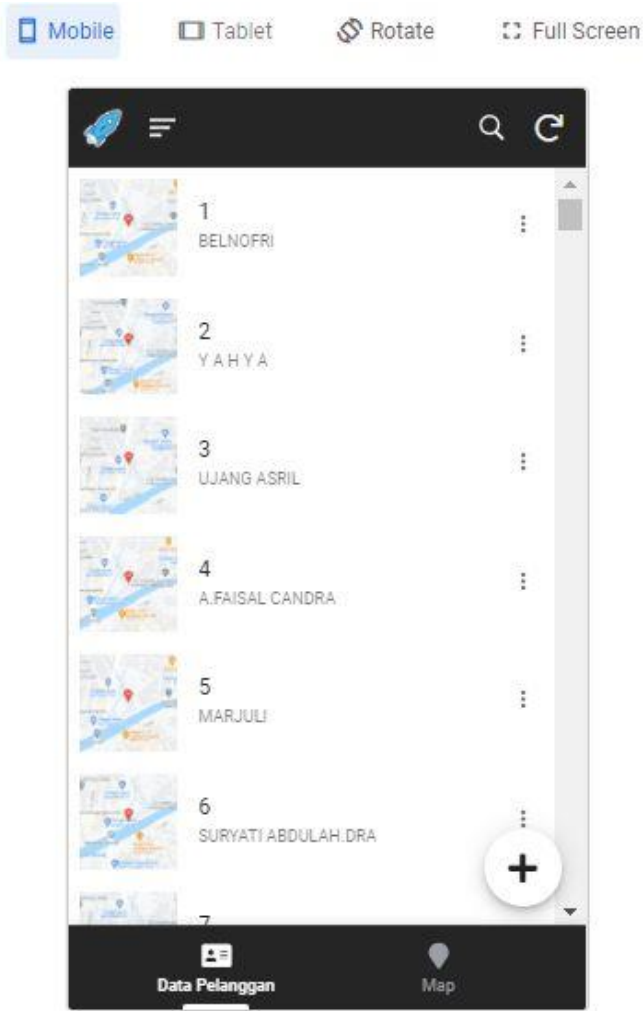 Mobile Tablet Rotate Full Screen
1
BELNOFRI
2
Y A H Y A
3
UJANG ASRIL
4
A.FAISAL CANDRA
5
MARJULI
6
SURYATI ABDULAH.DRA
7
Data Pelanggan Map